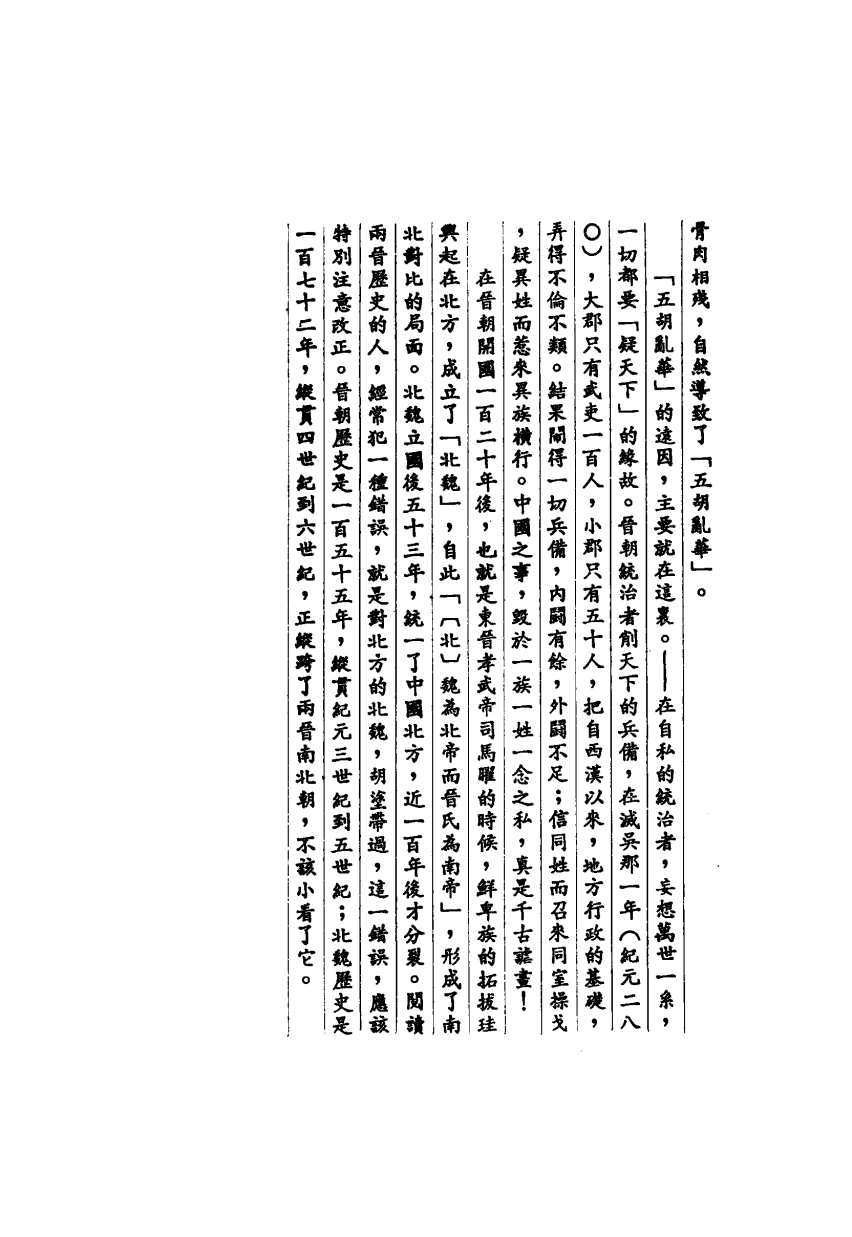 骨肉相殘，自然導致了「五胡亂華」。
「五胡亂華」的遠因，主要就在這裏。——在自私的統治者，妄想萬世一系，
一切都要「疑天下」的緣故。晉朝統治者削天下的兵備，在滅吳那一年（紀元二八
〇），大郡只有武吏一百人，小郡只有五十人，把自西漢以來，地方行政的基礎，
弄得不倫不類。結果鬧得一切兵備，內鬪有餘，外鬪不足；信同姓而召來同室操戈
，疑異姓而惹來異族橫行。中國之事，毀於一族一姓一念之私，真是千古謔畫！
在晉朝開國一百二十年後，也就是東晉孝武帝司馬曜的時候，鮮卑族的拓拔珪
興起在北方，成立了「北魏」，自此「〔北〕魏為北帝而晉氏為南帝」，形成了南
北對比的局面。北魏立國後五十三年，統一了中國北方，近一百年後才分裂。閱讀
兩晉歷史的人，經常犯一種錯誤，就是對北方的北魏，胡塗帶過，這一錯誤，應該
特別注意改正。晉朝歷史是一百五十五年，縱貫紀元三世紀到五世紀；北魏歷史是
一百七十二年，縱貫四世紀到六世紀，正縱跨了兩晉南北朝，不該小看了它。